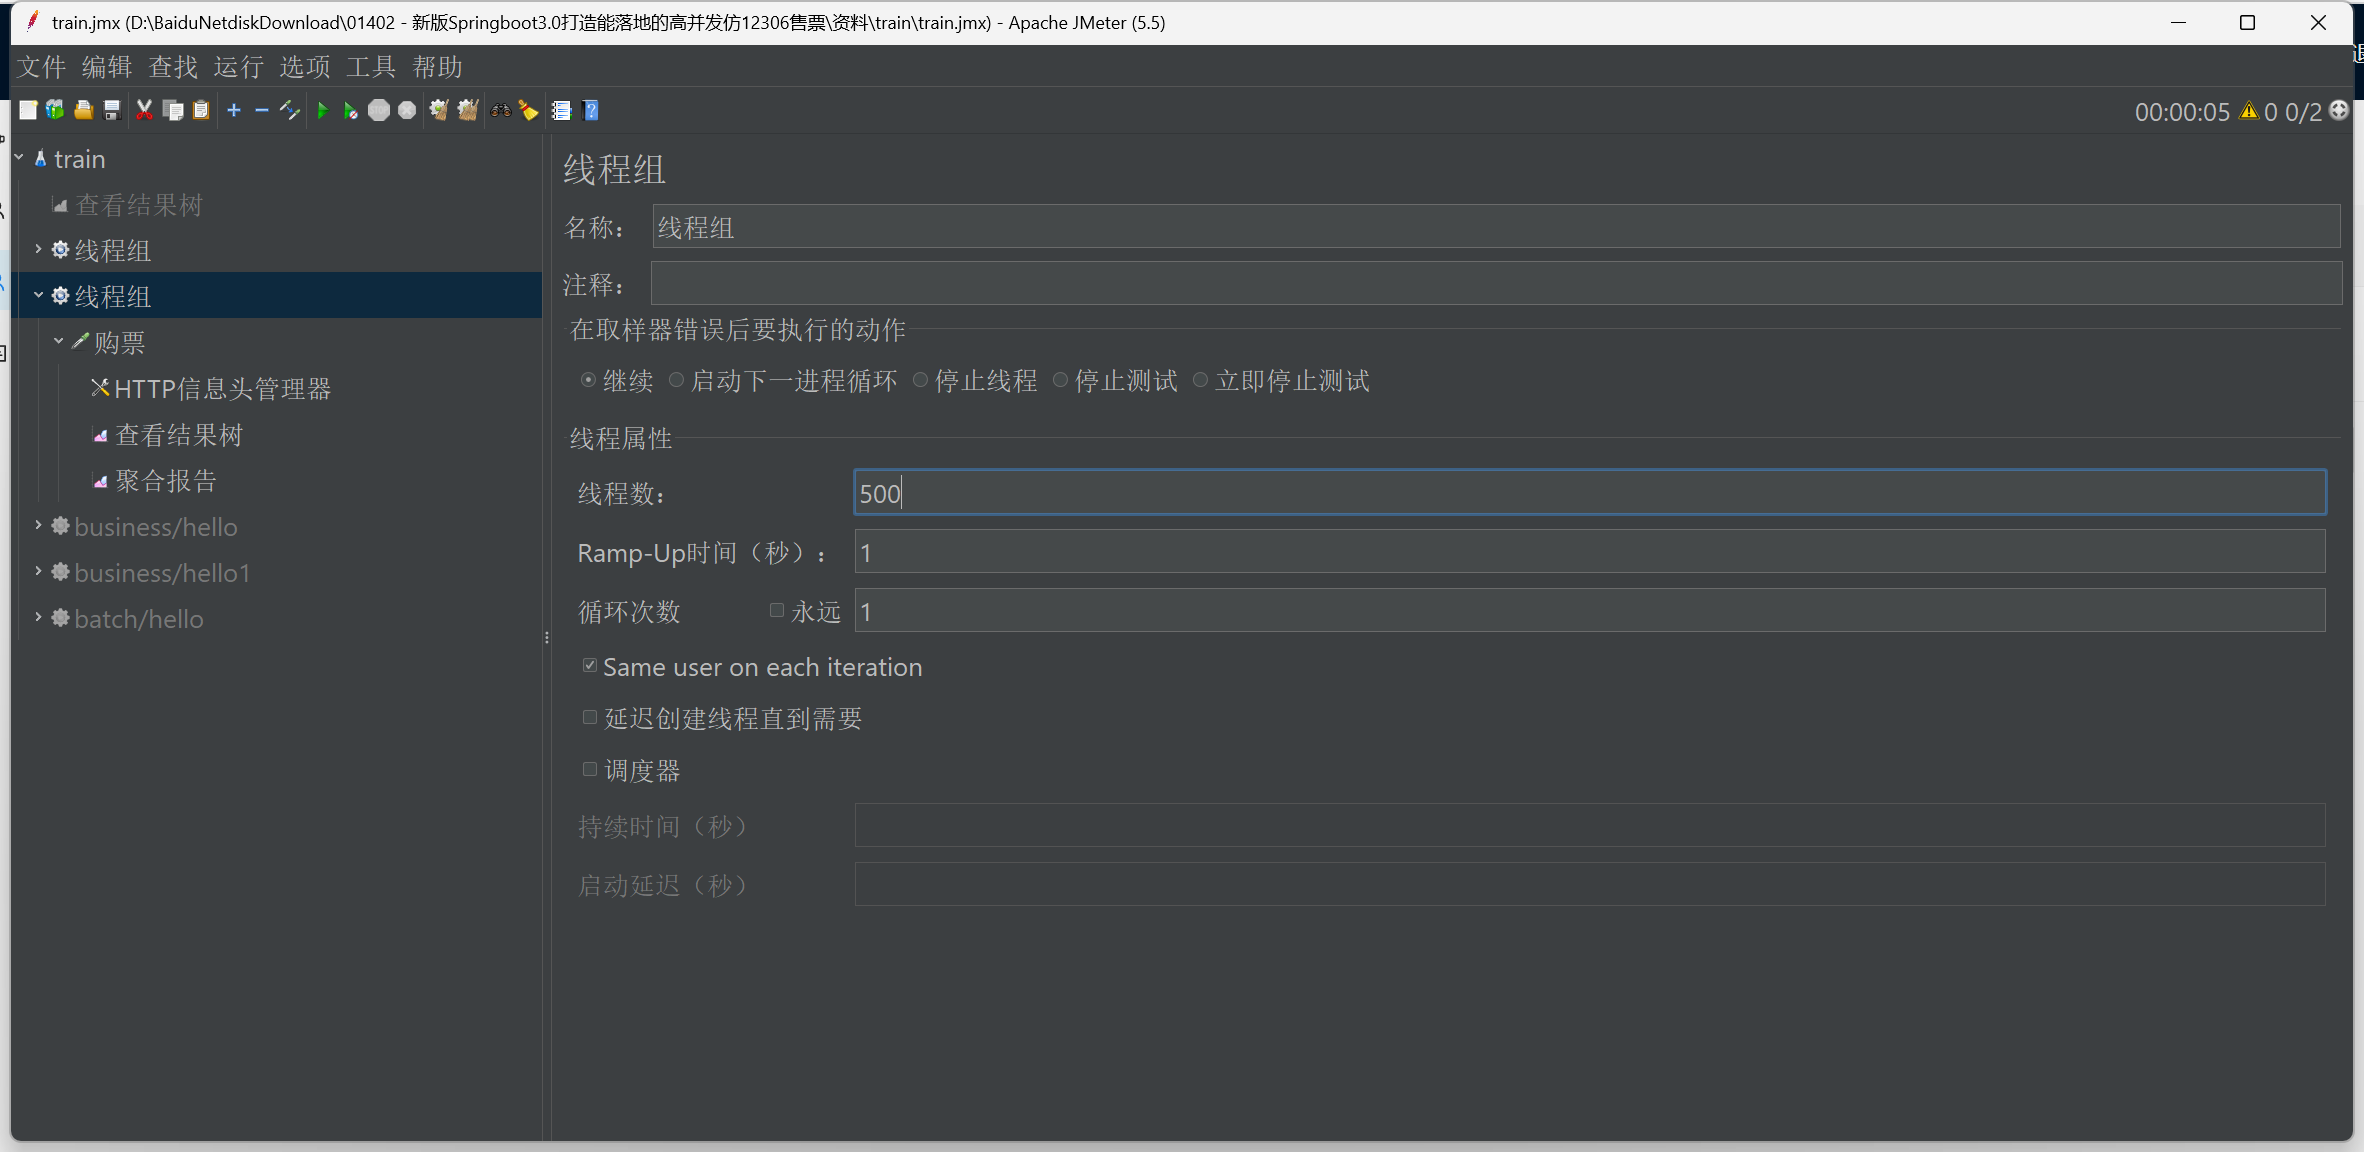 train.jmx (D:\BaiduNetdiskDownload\01402 - 新版Springboot3.0打造能落地的高并发仿12306售票\资料\train\train.jmx) - Apache JMeter (5.5)
文件 编辑 查找 运行 选项 工具 帮助
00:00:05 0 0/2
train
查看结果树
线程组
线程组
购票
HTTP信息头管理器
查看结果树
聚合报告
business/hello
business/hello1
batch/hello
线程组
名称： 线程组
注释：
在取样器错误后要执行的动作
继续 启动下一进程循环 停止线程 停止测试 立即停止测试
线程属性
线程数： 500
Ramp-Up时间（秒）： 1
循环次数 永远 1
Same user on each iteration
延迟创建线程直到需要
调度器
持续时间（秒）
启动延迟（秒）